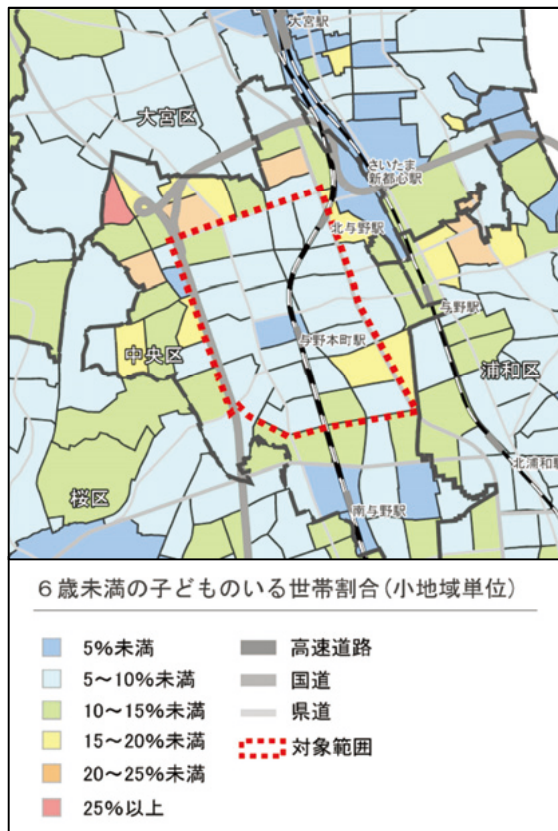 大宮駅
大宮区
さいたま
新都心駅
北与野駅
与野駅
与野本町駅
中央区
浦和区
北浦和駅
桜区
南与野駅
6歳未満の子どものいる世帯割合(小地域単位)
5%未満
5～10%未満
10～15%未満
15～20%未満
20～25%未満
25%以上
高速道路
国道
県道
対象範囲